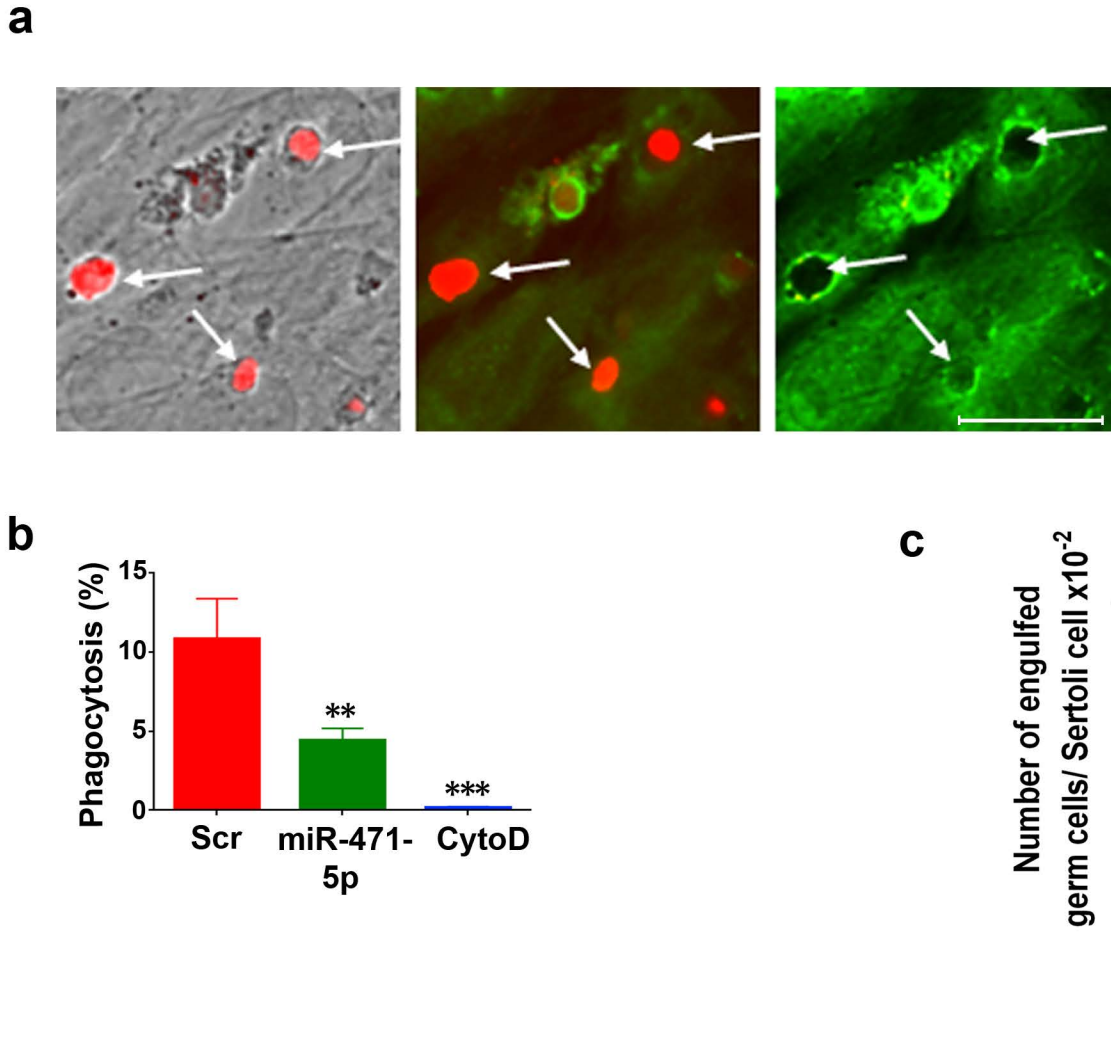 a
b
Phagocytosis (%)
15
10
5
0
**
***
Scr
miR-471-
5p
CytoD
c
Number of engulfed
germ cells/ Sertoli cell x10-2